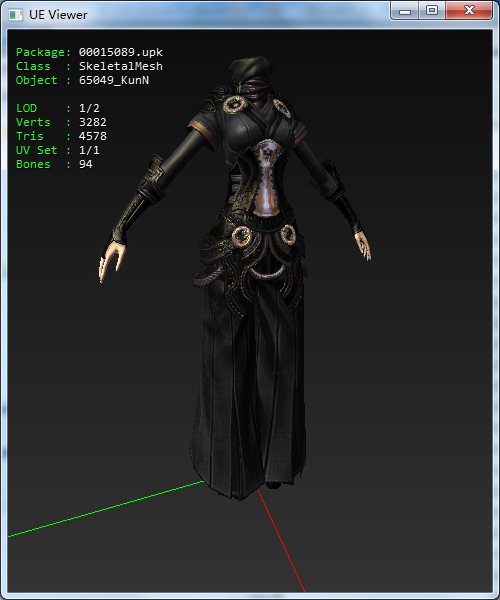 UE Viewer
Package: 00015089.upk
Class : SkeletalMesh
Object : 65049_KunN
LOD : 1/2
Verts : 3282
Tris : 4578
UV Set : 1/1
Bones : 94